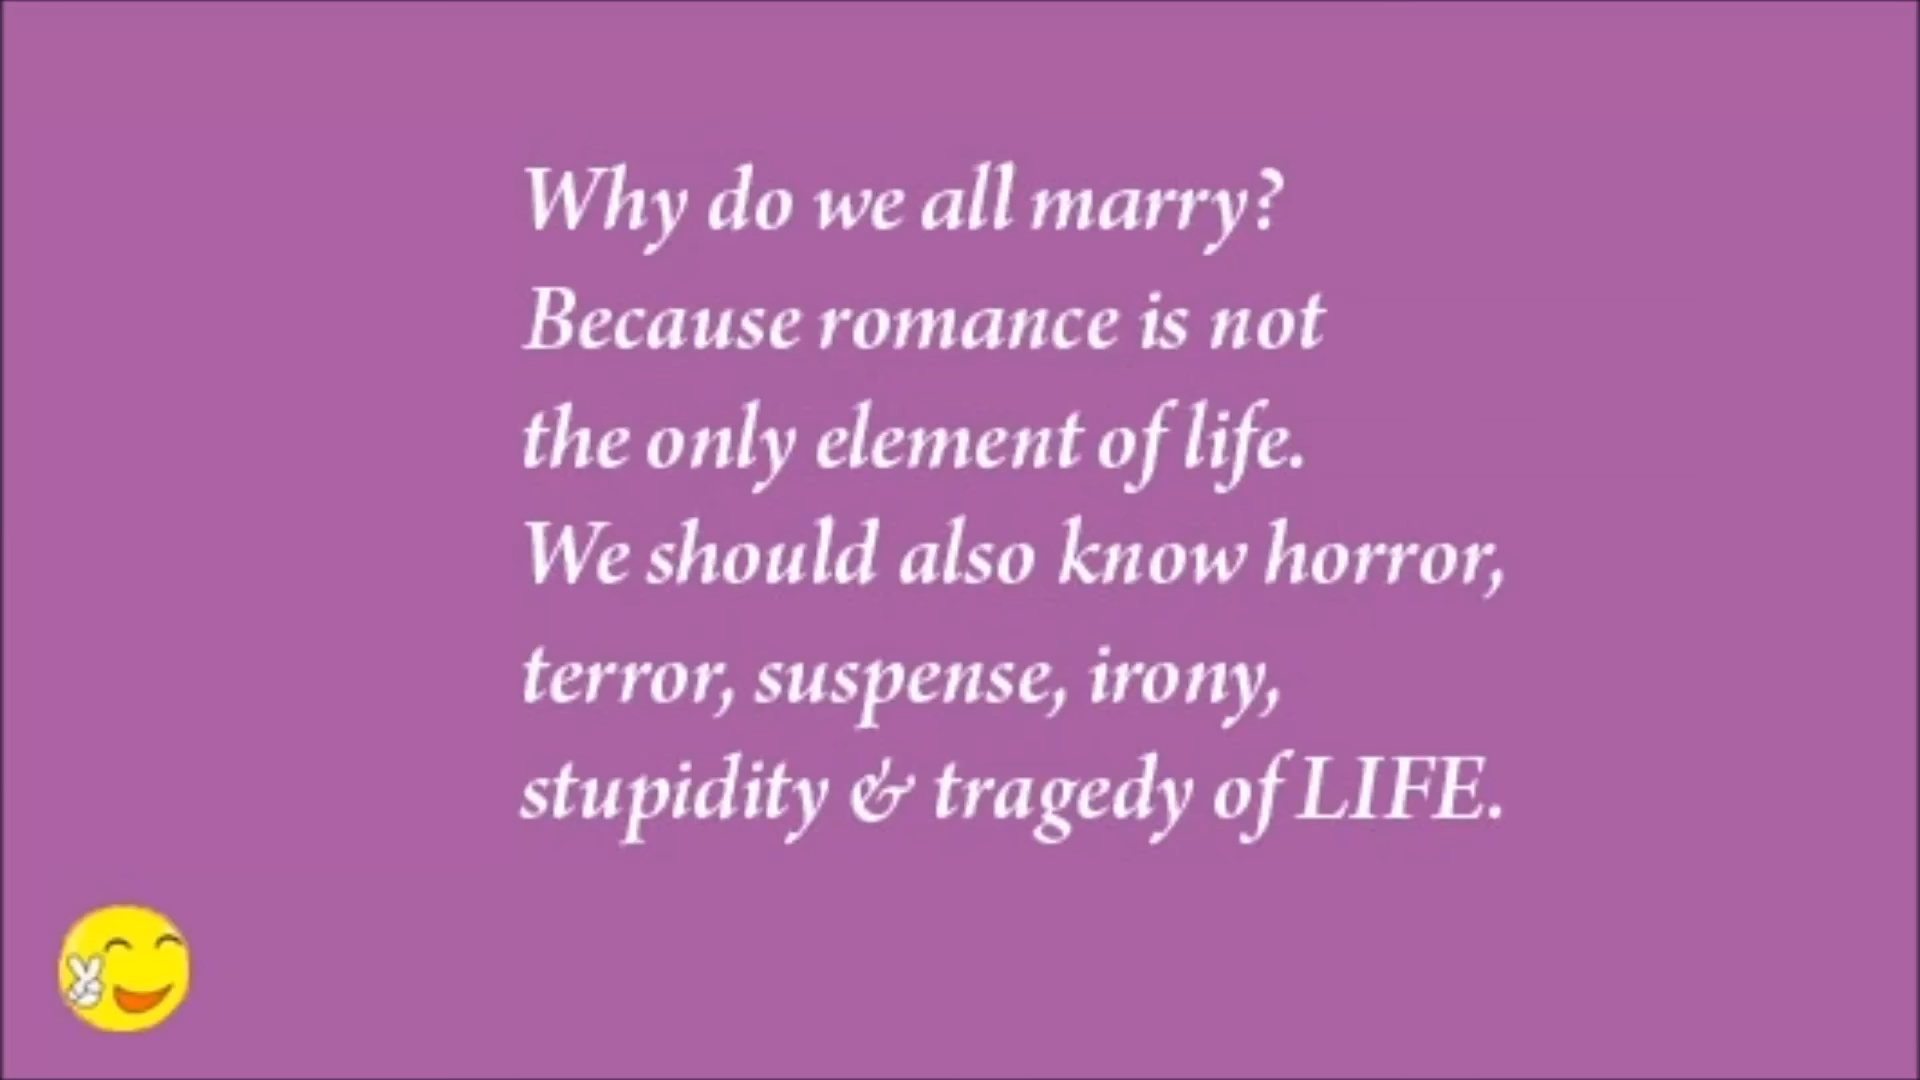 Why do we all marry?
Because romance is not
the only element of life.
We should also know horror,
terror, suspense, irony,
stupidity & tragedy of LIFE.